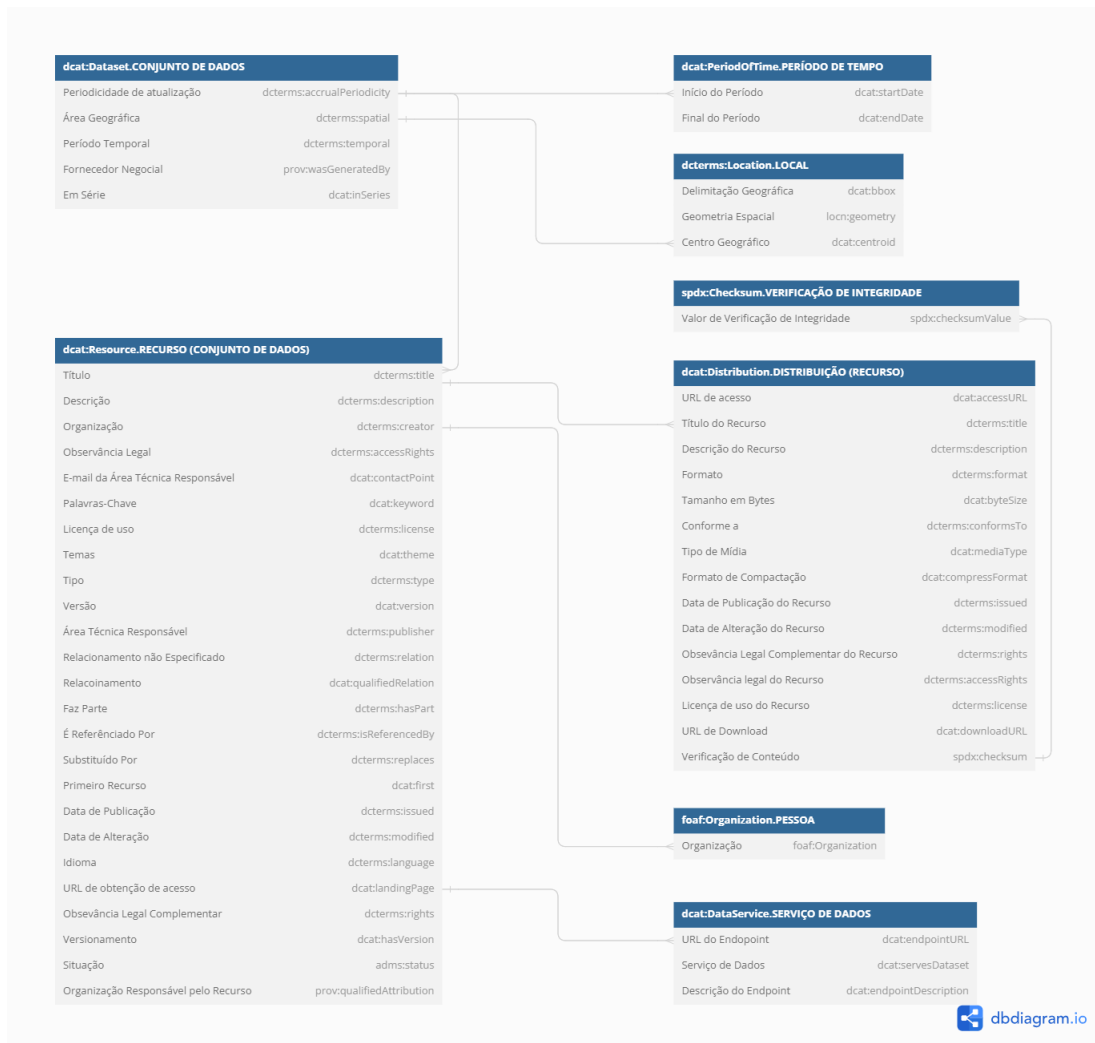 dcat:Dataset.CONJUNTO DE DADOS
Periodicidade de atualização dcterms:accrualPeriodicity
Área Geográfica dcterms:spatial
Período Temporal dcterms:temporal
Fornecedor Negocial prov:wasGeneratedBy
Em Série dcat:inSeries
dcat:Resource.RECURSO (CONJUNTO DE DADOS)
Título dcterms:title
Descrição dcterms:description
Organização dcterms:creator
Observância Legal dcterms:accessRights
E-mail da Área Técnica Responsável dcat:contactPoint
Palavras-Chave dcat:keyword
Licença de uso dcterms:license
Temas dcat:theme
Tipo dcterms:type
Versão dcat:version
Área Técnica Responsável dcterms:publisher
Relacionamento não Especificado dcterms:relation
Relacoinamento dcat:qualifiedRelation
Faz Parte dcterms:hasPart
É Referênciado Por dcterms:isReferencedBy
Substituído Por dcterms:replaces
Primeiro Recurso dcat:first
Data de Publicação dcterms:issued
Data de Alteração dcterms:modified
Idioma dcterms:language
URL de obtenção de acesso dcat:landingPage
Obsevância Legal Complementar dcterms:rights
Versionamento dcat:hasVersion
Situação adms:status
Organização Responsável pelo Recurso prov:qualifiedAttribution
dcat:PeriodOfTime.PERÍODO DE TEMPO
Início do Período dcat:startDate
Final do Período dcat:endDate
dcterms:Location.LOCAL
Delimitação Geográfica dcat:bbox
Geometria Espacial locn:geometry
Centro Geográfico dcat:centroid
spdx:Checksum.VERIFICAÇÃO DE INTEGRIDADE
Valor de Verificação de Integridade spdx:checksumValue
dcat:Distribution.DISTRIBUIÇÃO (RECURSO)
URL de acesso dcat:accessURL
Título do Recurso dcterms:title
Descrição do Recurso dcterms:description
Formato dcterms:format
Tamanho em Bytes dcat:byteSize
Conforme a dcterms:conformsTo
Tipo de Mídia dcat:mediaType
Formato de Compactação dcat:compressFormat
Data de Publicação do Recurso dcterms:issued
Data de Alteração do Recurso dcterms:modified
Obsevância Legal Complementar do Recurso dcterms:rights
Observância legal do Recurso dcterms:accessRights
Licença de uso do Recurso dcterms:license
URL de Download dcat:downloadURL
Verificação de Conteúdo spdx:checksum
foaf:Organization.PESSOA
Organização foaf:Organization
dcat:DataService.SERVIÇO DE DADOS
URL do Endopoint dcat:endpointURL
Serviço de Dados dcat:servesDataset
Descrição do Endpoint dcat:endpointDescription
dbdiagram.io